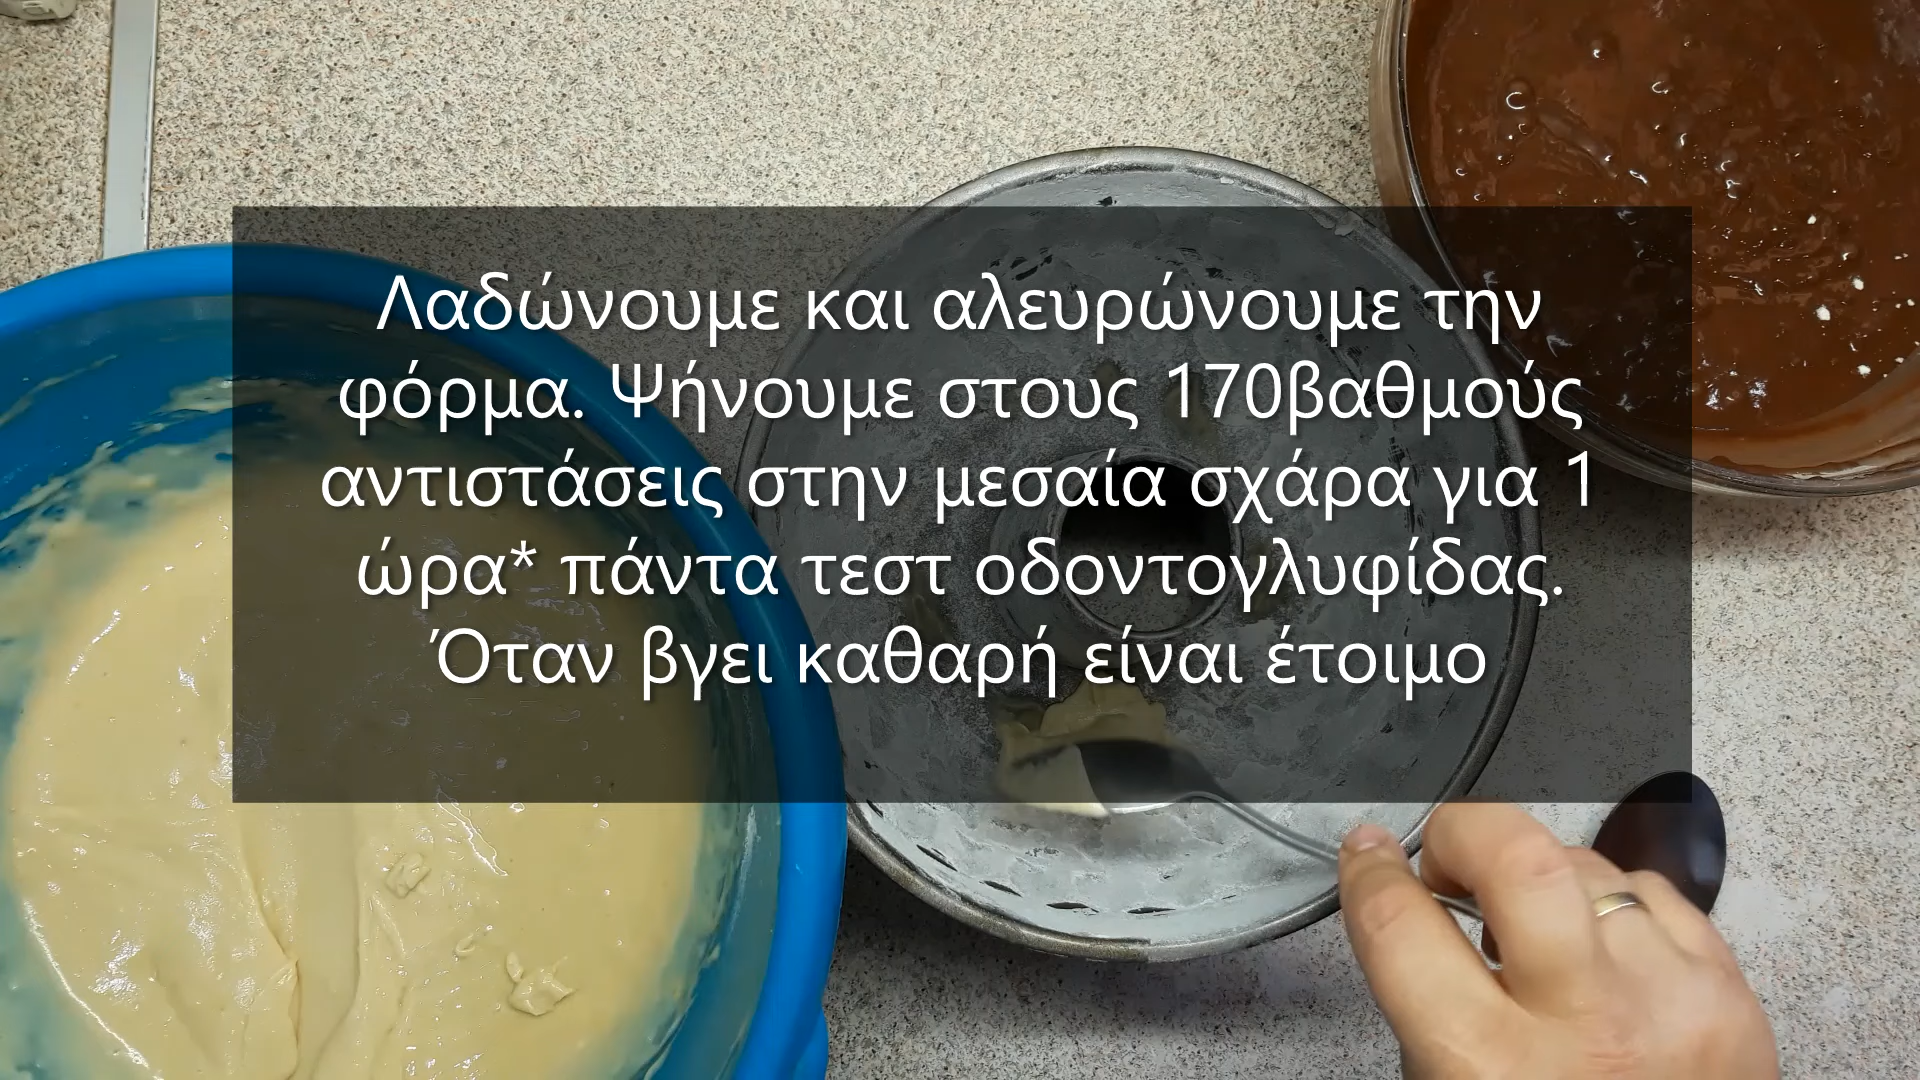 Λαδώνουμε και αλευρώνουμε την
φόρμα. Ψήνουμε στους 170βαθμούς
αντιστάσεις στην μεσαία σχάρα για 1
ώρα* πάντα τεστ οδοντογλυφίδας.
Όταν βγει καθαρή είναι έτοιμο